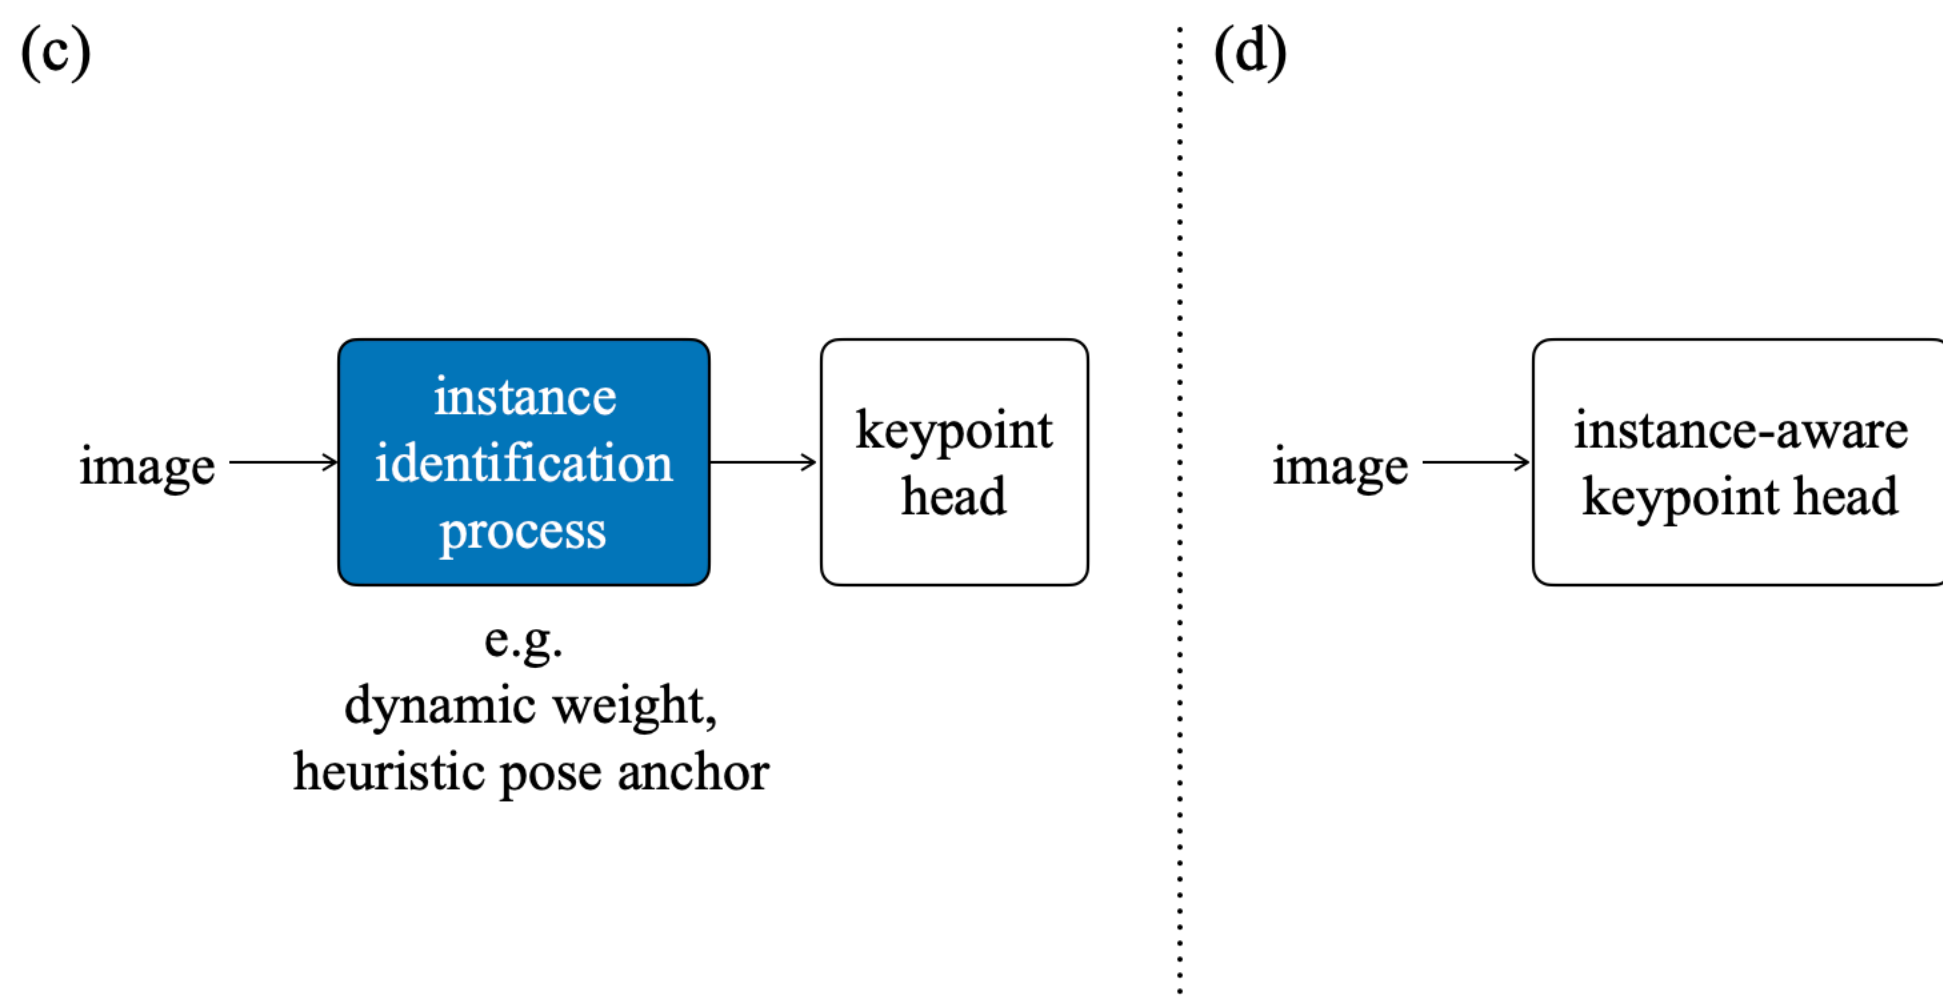 (c)
image
instance
identification
process
keypoint
head
e.g.
dynamic weight,
heuristic pose anchor
(d)
image
instance-aware
keypoint head